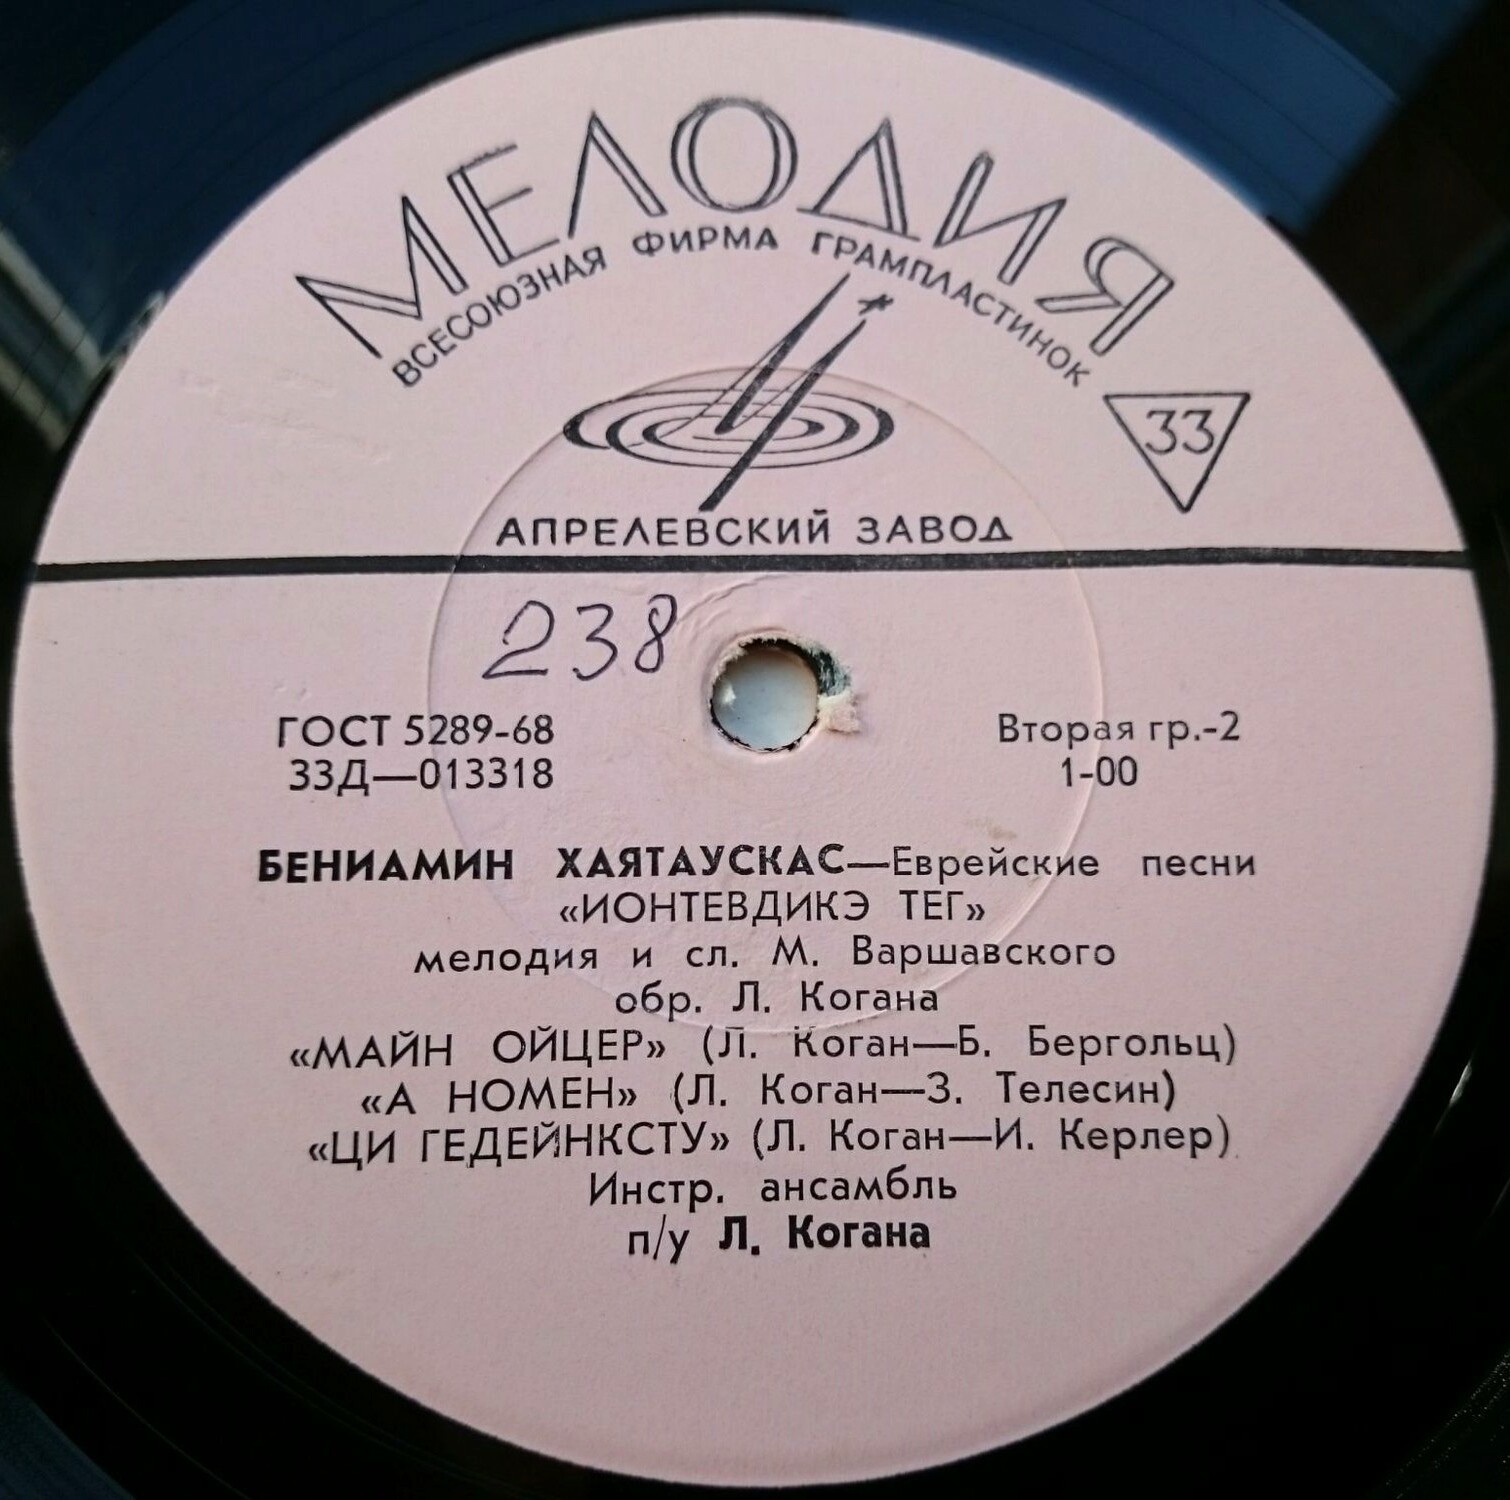 МЕЛОДИЯ
ВСЕСОЮЗНАЯ ФИРМА ГРАМПЛАСТИНОК
33
АПРЕЛЕВСКИЙ ЗАВОД
238
ГОСТ 5289-68 Вторая гр.-2
33Д—013318 1-00
БЕНИАМИН ХАЯТАУСКАС—Еврейские песни
«ИОНТЕВДИКЭ ТЕГ»
мелодия и сл. М. Варшавского
обр. Л. Когана
«МАЙН ОЙЦЕР» (Л. Коган—Б. Бергольц)
«А НОМЕН» (Л. Коган—З. Телесин)
«ЦИ ГЕДЕЙНКСТУ» (Л. Коган—И. Керлер)
Инстр. ансамбль
п/у Л. Когана